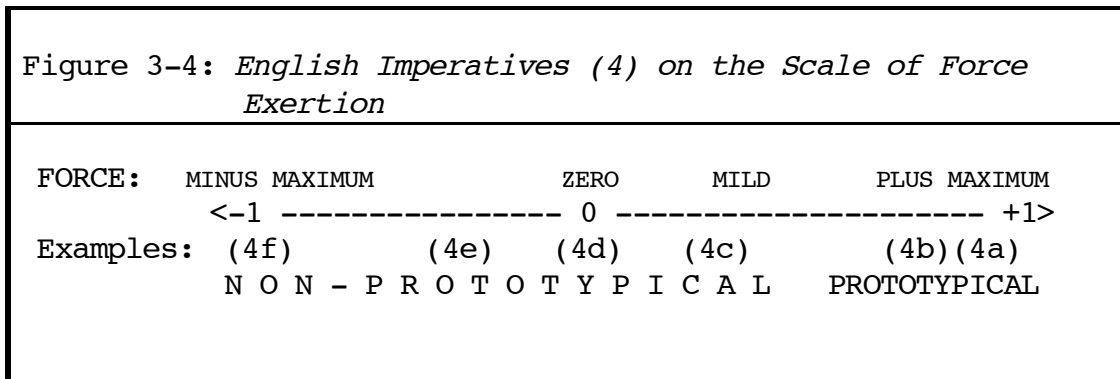 Figure 3-4: English Imperatives (4) on the Scale of Force
Exertion
FORCE: MINUS MAXIMUM ZERO MILD PLUS MAXIMUM
<-1 ---------------- 0 --------------------- +1>
Examples: (4f) (4e) (4d) (4c) (4b)(4a)
N O N - P R O T O T Y P I C A L PROTOTYPICAL